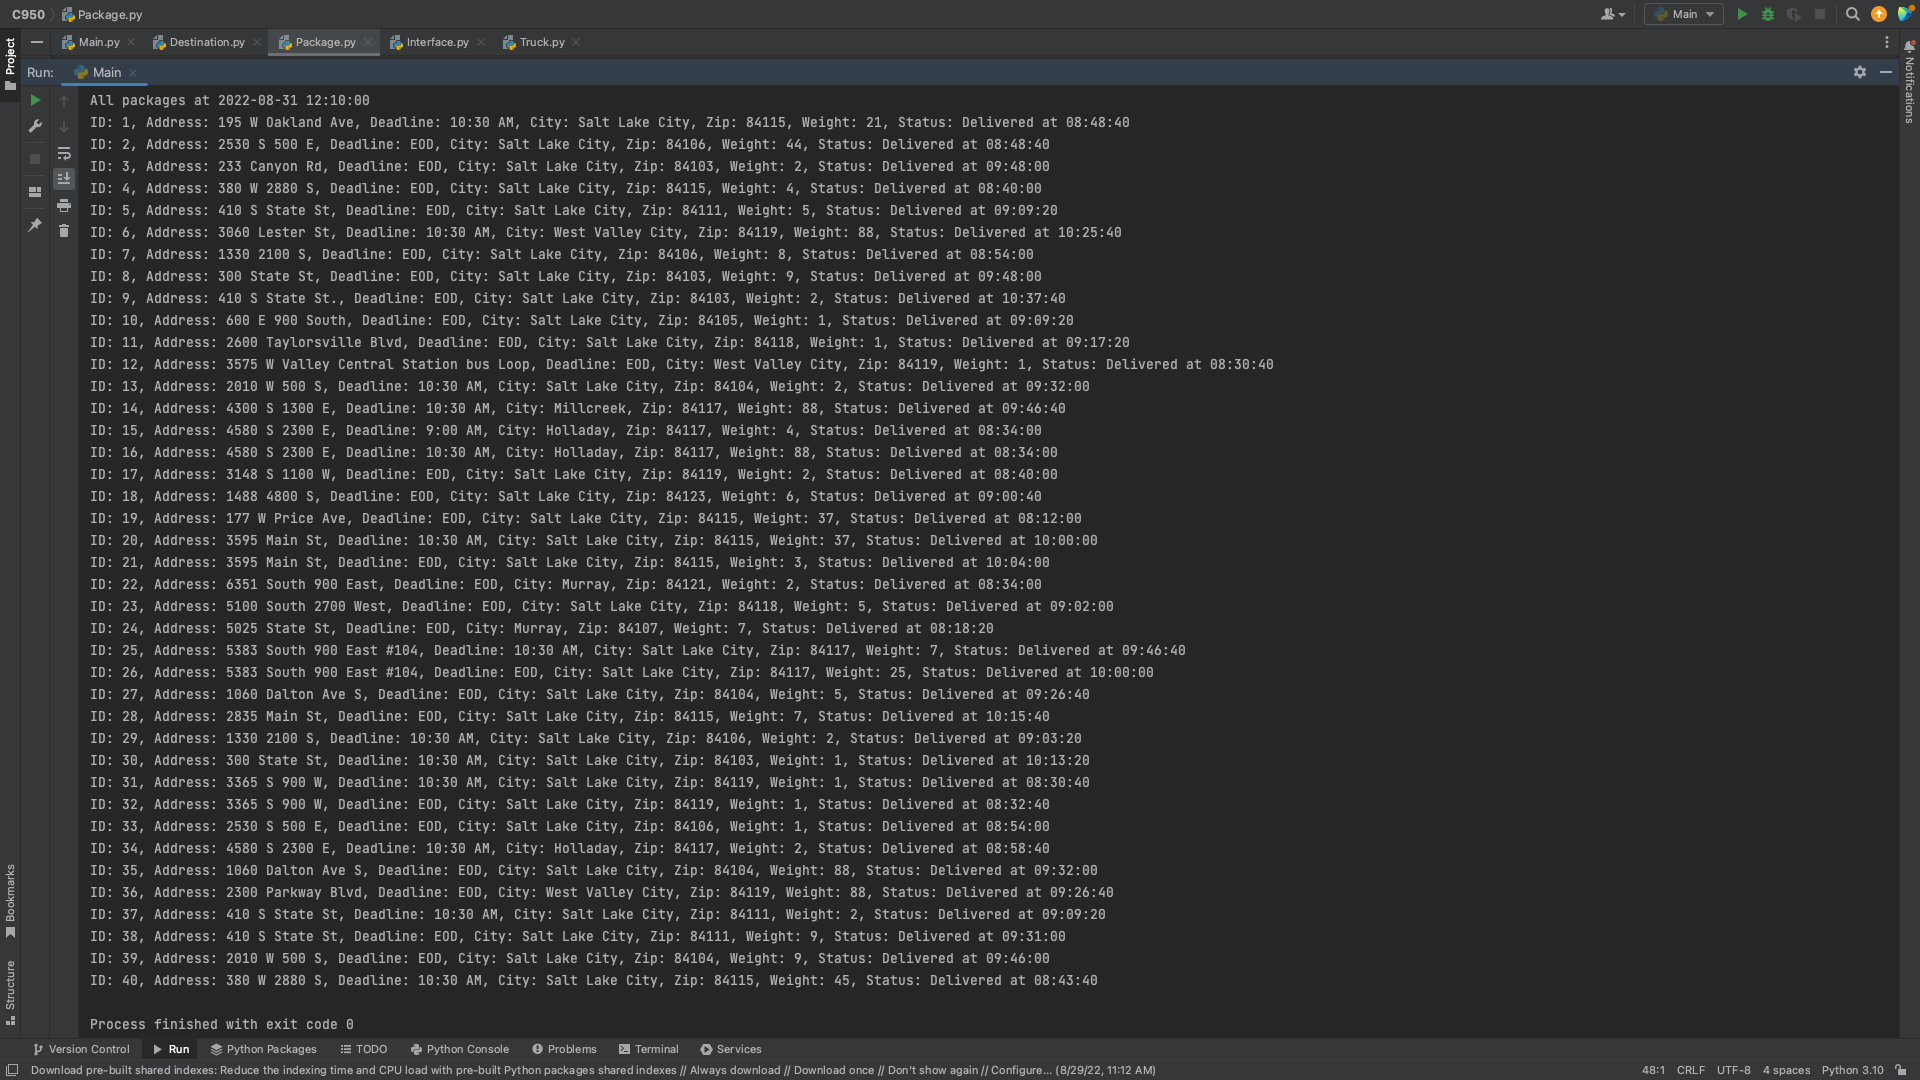 C950 Package.py Main
Main.py Destination.py Package.py Interface.py Truck.py
Project
Run: Main
Notifications
All packages at 2022-08-31 12:10:00
ID: 1, Address: 195 W Oakland Ave, Deadline: 10:30 AM, City: Salt Lake City, Zip: 84115, Weight: 21, Status: Delivered at 08:48:40
ID: 2, Address: 2530 S 500 E, Deadline: EOD, City: Salt Lake City, Zip: 84106, Weight: 44, Status: Delivered at 08:48:40
ID: 3, Address: 233 Canyon Rd, Deadline: EOD, City: Salt Lake City, Zip: 84103, Weight: 2, Status: Delivered at 09:48:00
ID: 4, Address: 380 W 2880 S, Deadline: EOD, City: Salt Lake City, Zip: 84115, Weight: 4, Status: Delivered at 08:40:00
ID: 5, Address: 410 S State St, Deadline: EOD, City: Salt Lake City, Zip: 84111, Weight: 5, Status: Delivered at 09:09:20
ID: 6, Address: 3060 Lester St, Deadline: 10:30 AM, City: West Valley City, Zip: 84119, Weight: 88, Status: Delivered at 10:25:40
ID: 7, Address: 1330 2100 S, Deadline: EOD, City: Salt Lake City, Zip: 84106, Weight: 8, Status: Delivered at 08:54:00
ID: 8, Address: 300 State St, Deadline: EOD, City: Salt Lake City, Zip: 84103, Weight: 9, Status: Delivered at 09:48:00
ID: 9, Address: 410 S State St., Deadline: EOD, City: Salt Lake City, Zip: 84103, Weight: 2, Status: Delivered at 10:37:40
ID: 10, Address: 600 E 900 South, Deadline: EOD, City: Salt Lake City, Zip: 84105, Weight: 1, Status: Delivered at 09:09:20
ID: 11, Address: 2600 Taylorsville Blvd, Deadline: EOD, City: Salt Lake City, Zip: 84118, Weight: 1, Status: Delivered at 09:17:20
ID: 12, Address: 3575 W Valley Central Station bus Loop, Deadline: EOD, City: West Valley City, Zip: 84119, Weight: 1, Status: Delivered at 08:30:40
ID: 13, Address: 2010 W 500 S, Deadline: 10:30 AM, City: Salt Lake City, Zip: 84104, Weight: 2, Status: Delivered at 09:32:00
ID: 14, Address: 4300 S 1300 E, Deadline: 10:30 AM, City: Millcreek, Zip: 84117, Weight: 88, Status: Delivered at 09:46:40
ID: 15, Address: 4580 S 2300 E, Deadline: 9:00 AM, City: Holladay, Zip: 84117, Weight: 4, Status: Delivered at 08:34:00
ID: 16, Address: 4580 S 2300 E, Deadline: 10:30 AM, City: Holladay, Zip: 84117, Weight: 88, Status: Delivered at 08:34:00
ID: 17, Address: 3148 S 1100 W, Deadline: EOD, City: Salt Lake City, Zip: 84119, Weight: 2, Status: Delivered at 08:40:00
ID: 18, Address: 1488 4800 S, Deadline: EOD, City: Salt Lake City, Zip: 84123, Weight: 6, Status: Delivered at 09:00:40
ID: 19, Address: 177 W Price Ave, Deadline: EOD, City: Salt Lake City, Zip: 84115, Weight: 37, Status: Delivered at 08:12:00
ID: 20, Address: 3595 Main St, Deadline: 10:30 AM, City: Salt Lake City, Zip: 84115, Weight: 37, Status: Delivered at 10:00:00
ID: 21, Address: 3595 Main St, Deadline: EOD, City: Salt Lake City, Zip: 84115, Weight: 3, Status: Delivered at 10:04:00
ID: 22, Address: 6351 South 900 East, Deadline: EOD, City: Murray, Zip: 84121, Weight: 2, Status: Delivered at 08:34:00
ID: 23, Address: 5100 South 2700 West, Deadline: EOD, City: Salt Lake City, Zip: 84118, Weight: 5, Status: Delivered at 09:02:00
ID: 24, Address: 5025 State St, Deadline: EOD, City: Murray, Zip: 84107, Weight: 7, Status: Delivered at 08:18:20
ID: 25, Address: 5383 South 900 East #104, Deadline: 10:30 AM, City: Salt Lake City, Zip: 84117, Weight: 7, Status: Delivered at 09:46:40
ID: 26, Address: 5383 South 900 East #104, Deadline: EOD, City: Salt Lake City, Zip: 84117, Weight: 25, Status: Delivered at 10:00:00
ID: 27, Address: 1060 Dalton Ave S, Deadline: EOD, City: Salt Lake City, Zip: 84104, Weight: 5, Status: Delivered at 09:26:40
ID: 28, Address: 2835 Main St, Deadline: EOD, City: Salt Lake City, Zip: 84115, Weight: 7, Status: Delivered at 10:15:40
ID: 29, Address: 1330 2100 S, Deadline: 10:30 AM, City: Salt Lake City, Zip: 84106, Weight: 2, Status: Delivered at 09:03:20
ID: 30, Address: 300 State St, Deadline: 10:30 AM, City: Salt Lake City, Zip: 84103, Weight: 1, Status: Delivered at 10:13:20
ID: 31, Address: 3365 S 900 W, Deadline: 10:30 AM, City: Salt Lake City, Zip: 84119, Weight: 1, Status: Delivered at 08:30:40
ID: 32, Address: 3365 S 900 W, Deadline: EOD, City: Salt Lake City, Zip: 84119, Weight: 1, Status: Delivered at 08:32:40
ID: 33, Address: 2530 S 500 E, Deadline: EOD, City: Salt Lake City, Zip: 84106, Weight: 1, Status: Delivered at 08:54:00
ID: 34, Address: 4580 S 2300 E, Deadline: 10:30 AM, City: Holladay, Zip: 84117, Weight: 2, Status: Delivered at 08:58:40
ID: 35, Address: 1060 Dalton Ave S, Deadline: EOD, City: Salt Lake City, Zip: 84104, Weight: 88, Status: Delivered at 09:32:00
ID: 36, Address: 2300 Parkway Blvd, Deadline: EOD, City: West Valley City, Zip: 84119, Weight: 88, Status: Delivered at 09:26:40
ID: 37, Address: 410 S State St, Deadline: 10:30 AM, City: Salt Lake City, Zip: 84111, Weight: 2, Status: Delivered at 09:09:20
ID: 38, Address: 410 S State St, Deadline: EOD, City: Salt Lake City, Zip: 84111, Weight: 9, Status: Delivered at 09:31:00
ID: 39, Address: 2010 W 500 S, Deadline: EOD, City: Salt Lake City, Zip: 84104, Weight: 9, Status: Delivered at 09:46:00
ID: 40, Address: 380 W 2880 S, Deadline: 10:30 AM, City: Salt Lake City, Zip: 84115, Weight: 45, Status: Delivered at 08:43:40
Process finished with exit code 0
Bookmarks
Structure
Version Control Run Python Packages TODO Python Console Problems Terminal Services
Download pre-built shared indexes: Reduce the indexing time and CPU load with pre-built Python packages shared indexes // Always download // Download once // Don't show again // Configure... (8/29/22, 11:12 AM) 48:1 CRLF UTF-8 4 spaces Python 3.10